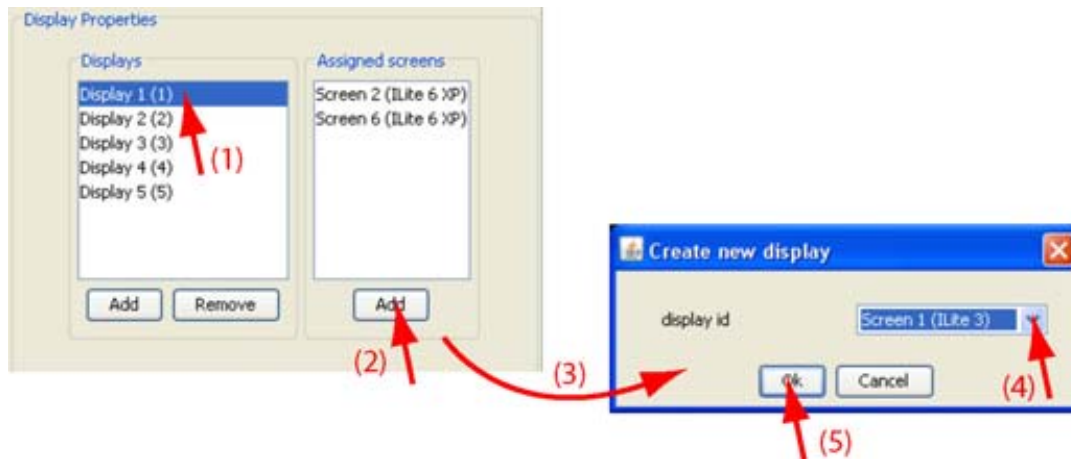 Display Properties
Displays
Display 1 (1)
Display 2 (2)
Display 3 (3)
Display 4 (4)
Display 5 (5)
(1)
Add
Remove
Assigned screens
Screen 2 (ILite 6 XP)
Screen 6 (ILite 6 XP)
Add
(2)
(3)
Create new display
display id
Screen 1 (ILite 3)
Ok
Cancel
(4)
(5)